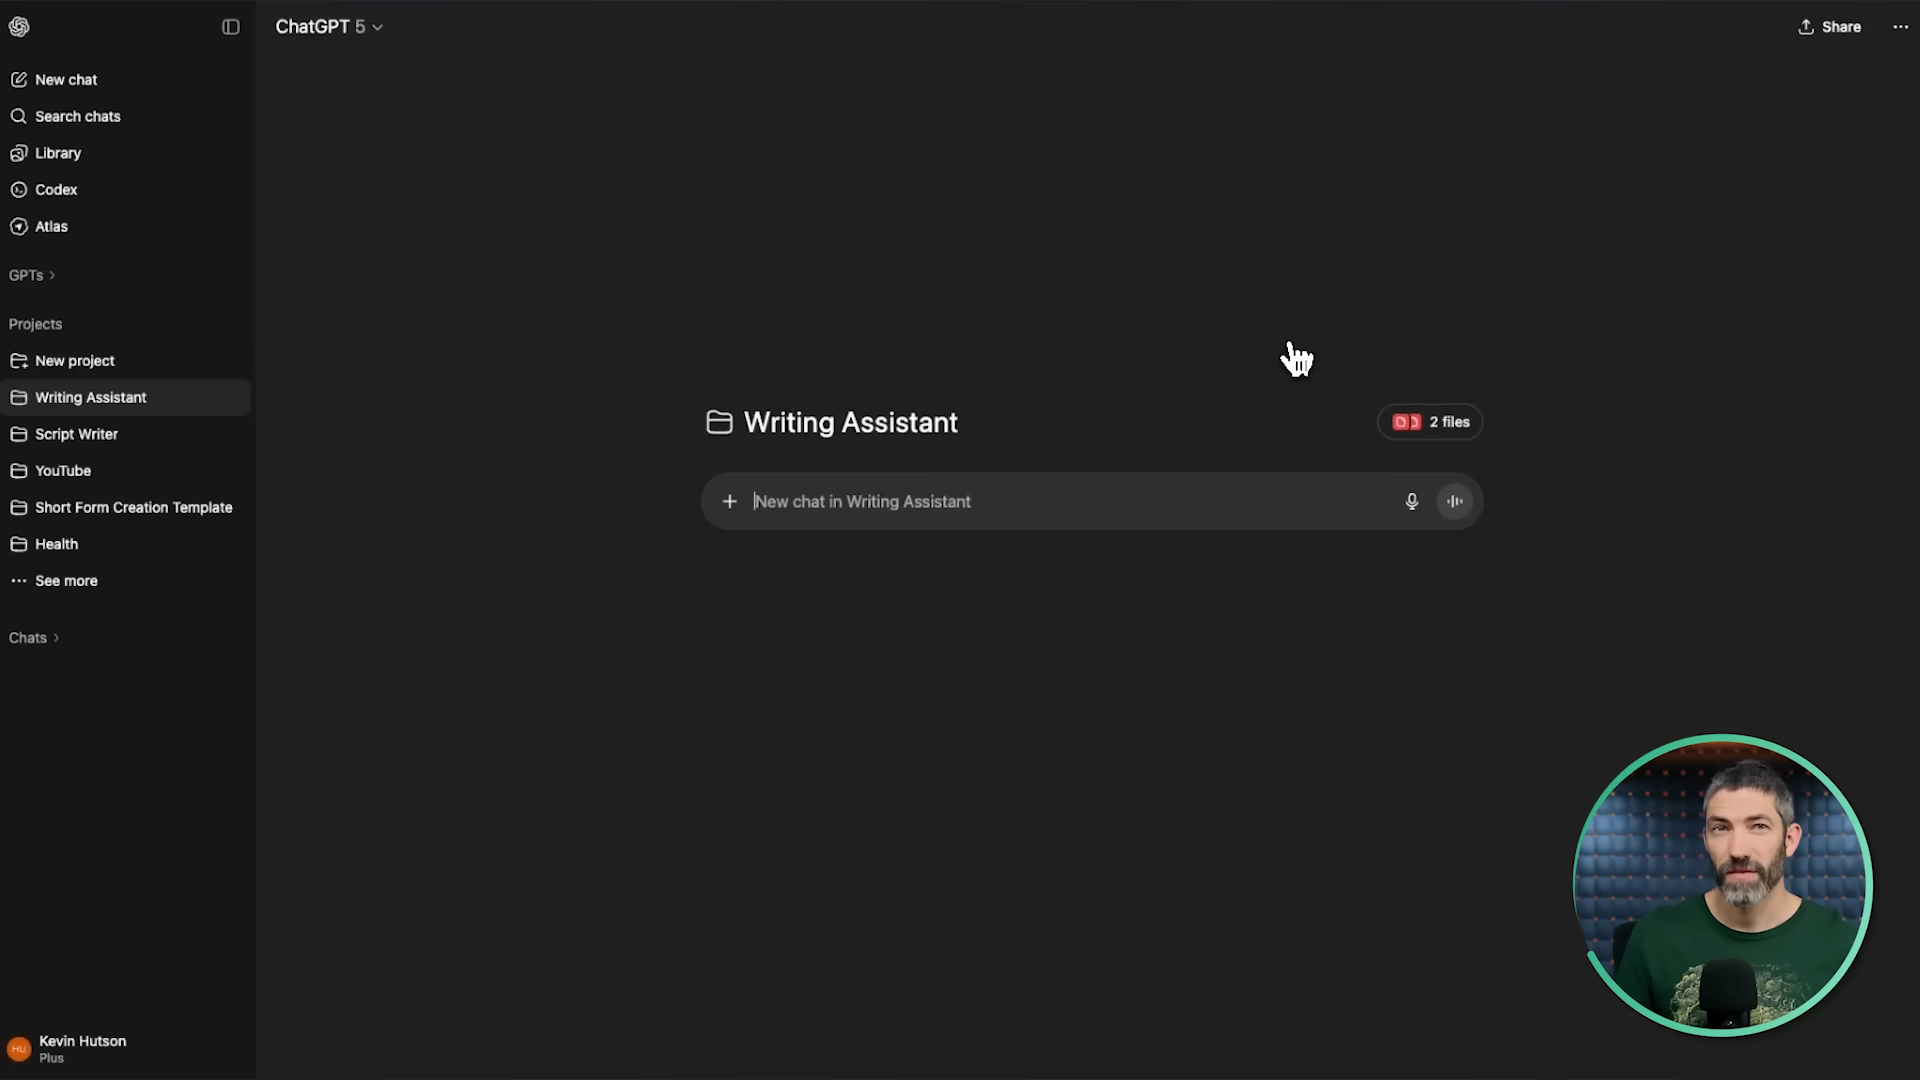 ChatGPT 5
Share
New chat
Search chats
Library
Codex
Atlas
GPTs
Projects
New project
Writing Assistant
Script Writer
YouTube
Short Form Creation Template
Health
See more
Chats
Writing Assistant
2 files
New chat in Writing Assistant
HU
Kevin Hutson
Plus